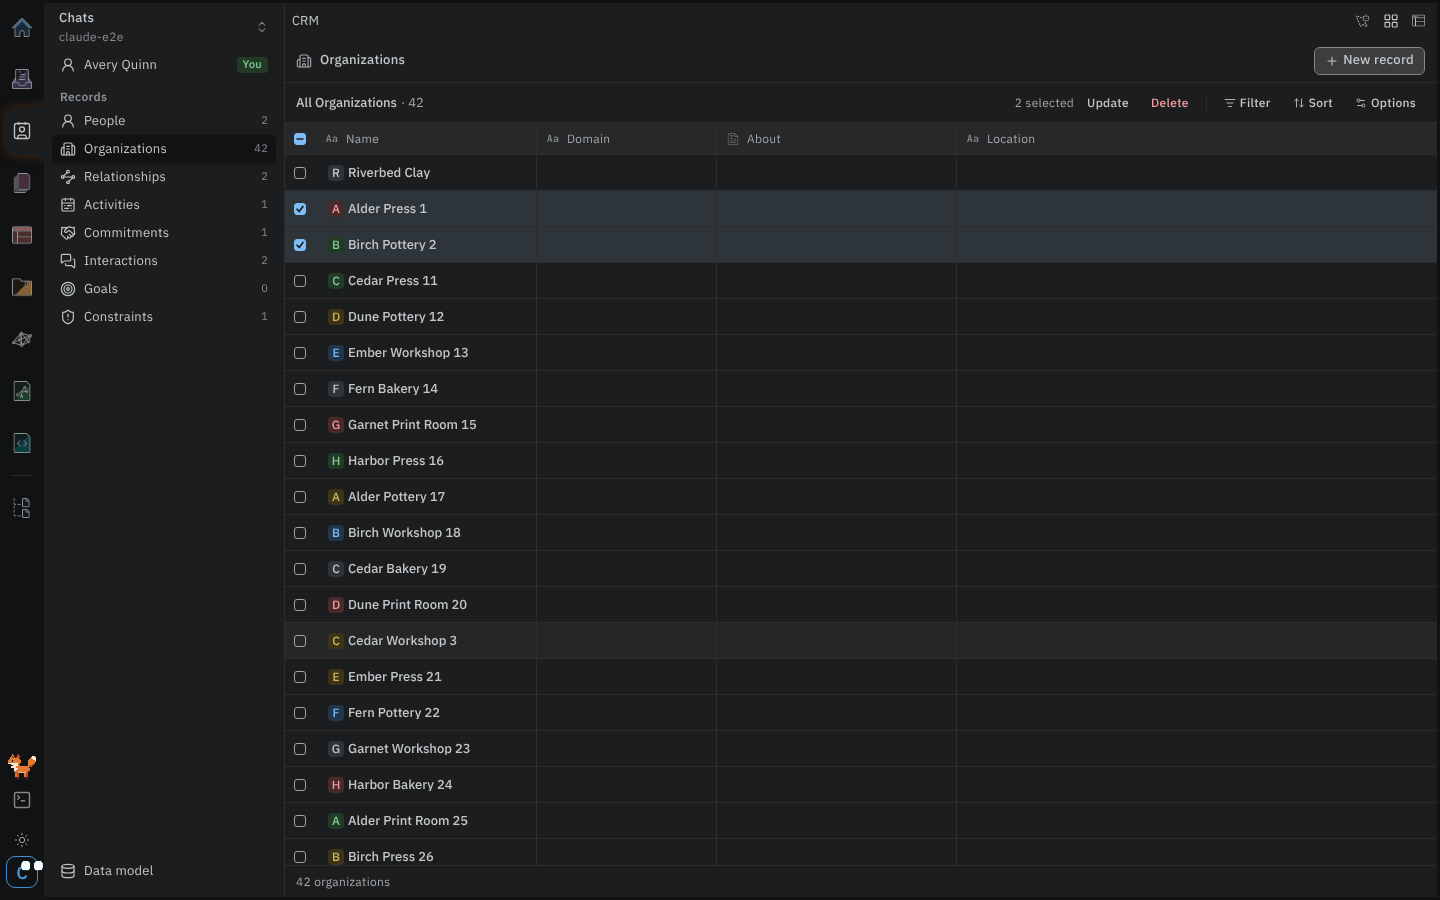 Chats
claude-e2e
Avery Quinn You
Records
People 2
Organizations 42
Relationships 2
Activities 1
Commitments 1
Interactions 2
Goals 0
Constraints 1
Data model
C
CRM
Organizations
New record
All Organizations · 42
2 selected Update Delete Filter Sort Options
Aa Name Aa Domain About Aa Location
R Riverbed Clay
A Alder Press 1
B Birch Pottery 2
C Cedar Press 11
D Dune Pottery 12
E Ember Workshop 13
F Fern Bakery 14
G Garnet Print Room 15
H Harbor Press 16
A Alder Pottery 17
B Birch Workshop 18
C Cedar Bakery 19
D Dune Print Room 20
C Cedar Workshop 3
E Ember Press 21
F Fern Pottery 22
G Garnet Workshop 23
H Harbor Bakery 24
A Alder Print Room 25
B Birch Press 26
42 organizations